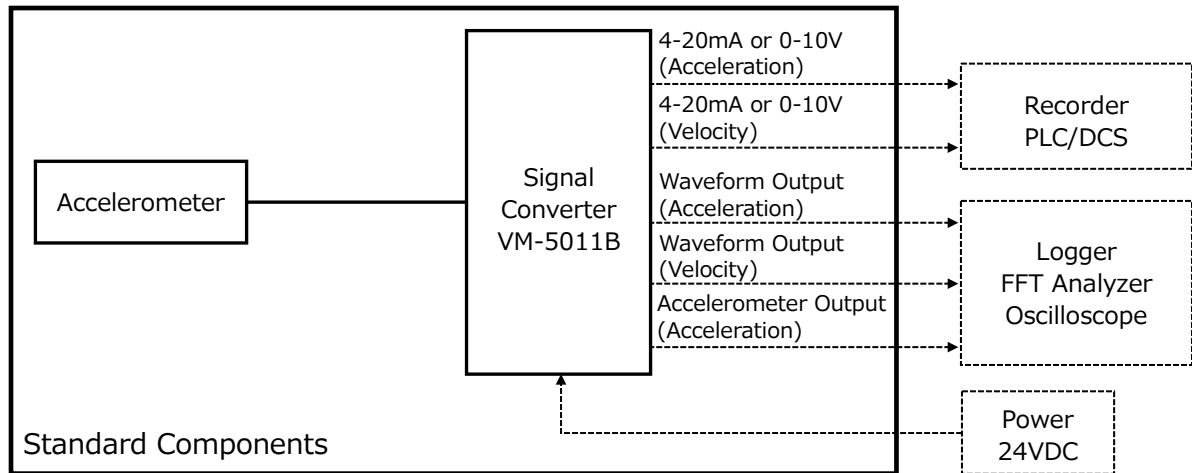 4-20mA or 0-10V
(Acceleration)
4-20mA or 0-10V
(Velocity)
Recorder
PLC/DCS
Accelerometer
Signal
Converter
VM-5011B
Waveform Output
(Acceleration)
Waveform Output
(Velocity)
Accelerometer Output
(Acceleration)
Logger
FFT Analyzer
Oscilloscope
Power
24VDC
Standard Components